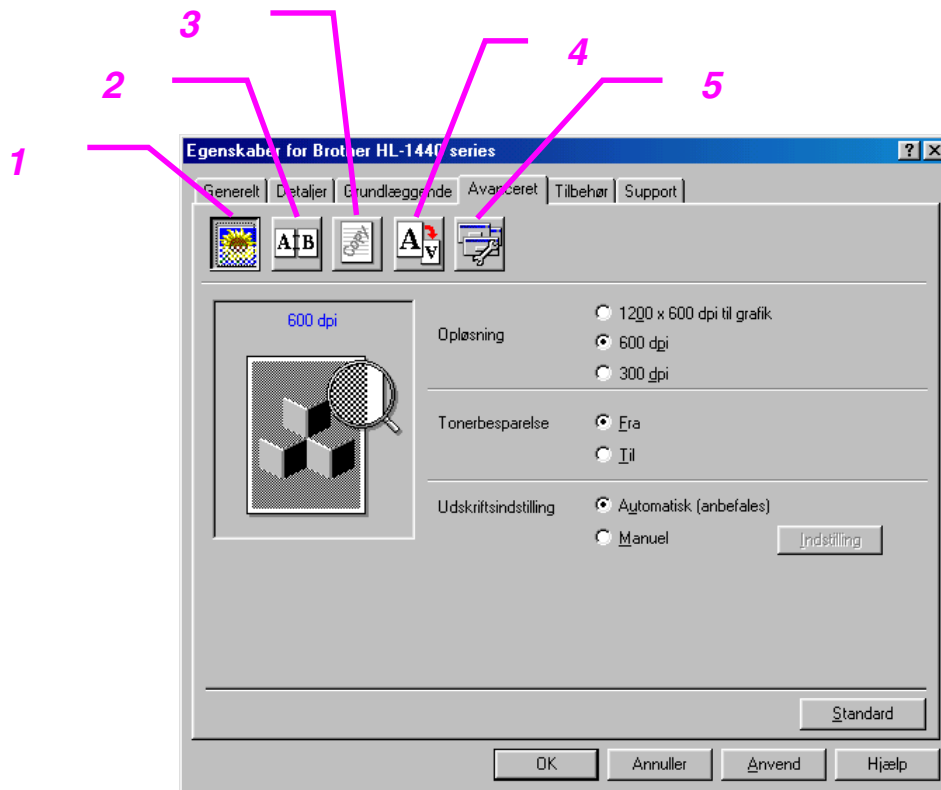 3
4
2
5
1
Egenskaber for Brother HL-1440 series
Generelt Detaljer Grundlæggende Avanceret Tilbehør Support
A B COPY A A
600 dpi
Opløsning
1200 x 600 dpi til grafik
600 dpi
300 dpi
Tonerbesparelse
Fra
Til
Udskriftsindstilling
Automatisk (anbefales)
Manuel
Indstilling
Standard
OK Annuller Anvend Hjælp